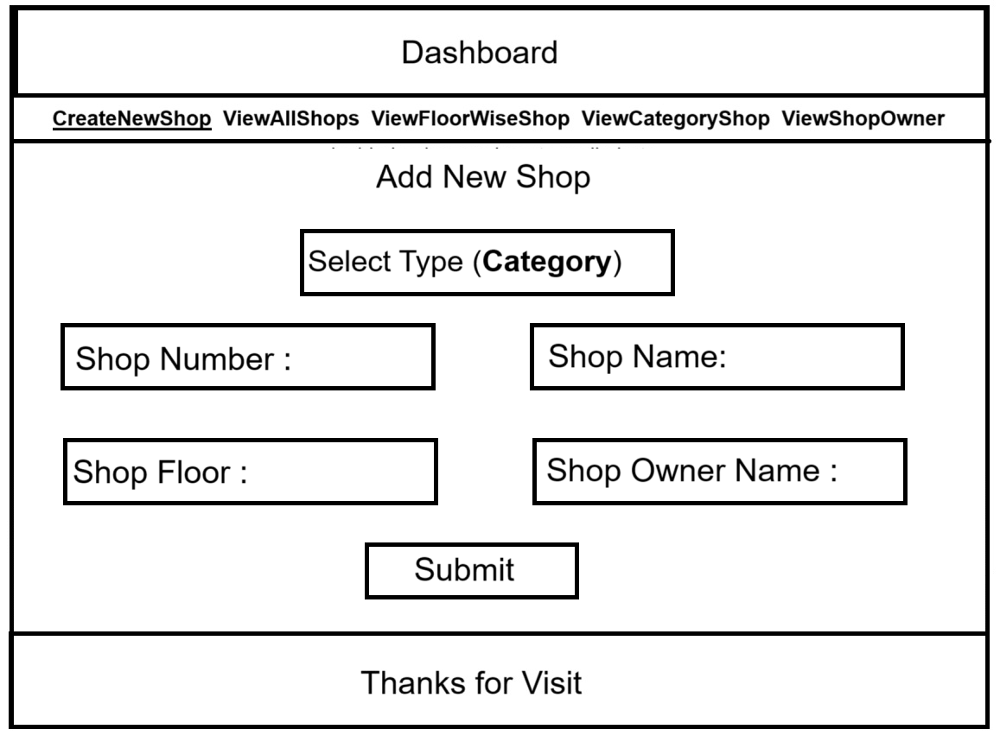 Dashboard
CreateNewShop ViewAllShops ViewFloorWiseShop ViewCategoryShop ViewShopOwner
Add New Shop
Select Type (Category)
Shop Number : Shop Name:
Shop Floor : Shop Owner Name :
Submit
Thanks for Visit